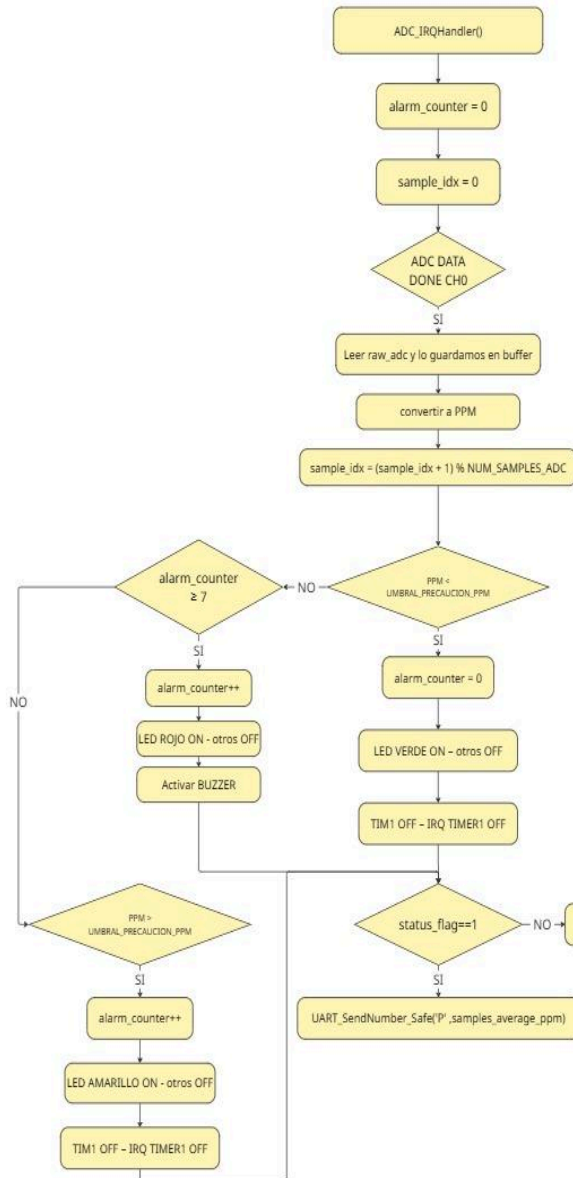 ADC_IRQHandler()
alarm_counter = 0
sample_idx = 0
ADC DATA
DONE CH0
SI
Leer raw_adc y lo guardamos en buffer
convertir a PPM
sample_idx = (sample_idx + 1) % NUM_SAMPLES_ADC
PPM <
UMBRAL_PRECAUCION_PPM
NO
alarm_counter
≥ 7
SI
alarm_counter++
LED ROJO ON - otros OFF
Activar BUZZER
SI
alarm_counter = 0
LED VERDE ON – otros OFF
TIM1 OFF – IRQ TIMER1 OFF
NO
PPM >
UMBRAL_PRECAUCION_PPM
SI
alarm_counter++
LED AMARILLO ON - otros OFF
TIM1 OFF – IRQ TIMER1 OFF
status_flag==1
NO
SI
UART_SendNumber_Safe('P' ,samples_average_ppm)